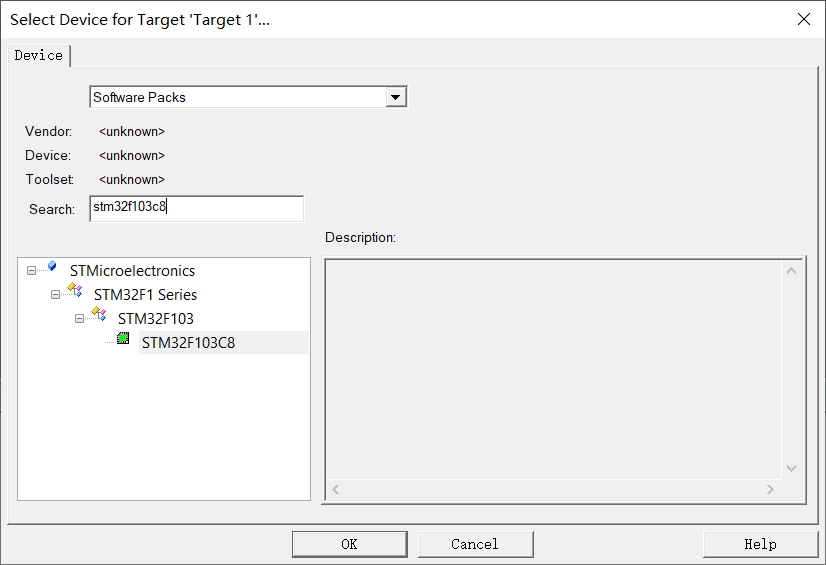 Select Device for Target 'Target 1'...
Device
Software Packs
Vendor: <unknown>
Device: <unknown>
Toolset: <unknown>
Search: stm32f103c8
Description:
STMicroelectronics
STM32F1 Series
STM32F103
STM32F103C8
OK Cancel Help